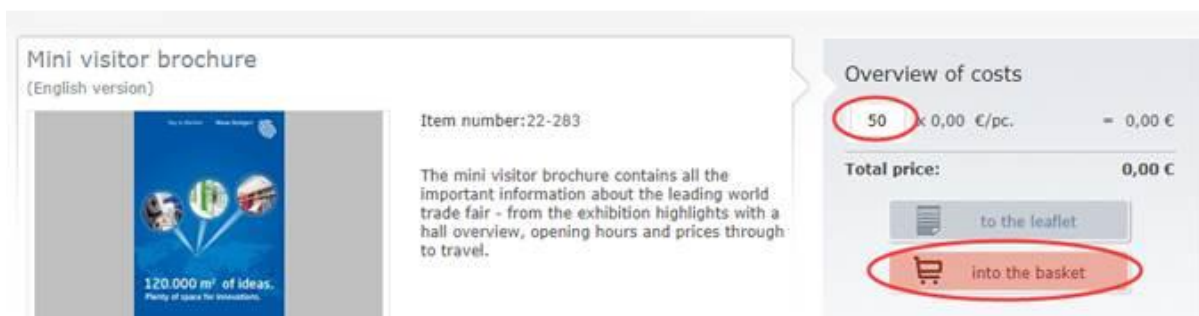 Mini visitor brochure
(English version)
Item number:22-283
The mini visitor brochure contains all the
important information about the leading world
trade fair - from the exhibition highlights with a
hall overview, opening hours and prices through
to travel.
120.000 m² of ideas.
Plenty of space for innovations.
Overview of costs
50 x 0,00 €/pc. = 0,00 €
Total price: 0,00 €
to the leaflet
into the basket